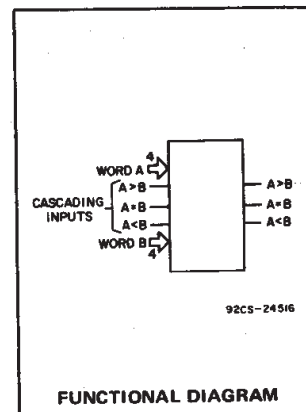 4
WORD A
A>B A>B
CASCADING INPUTS A=B A=B
A<B A<B
WORD B
4
92CS-24516
FUNCTIONAL DIAGRAM